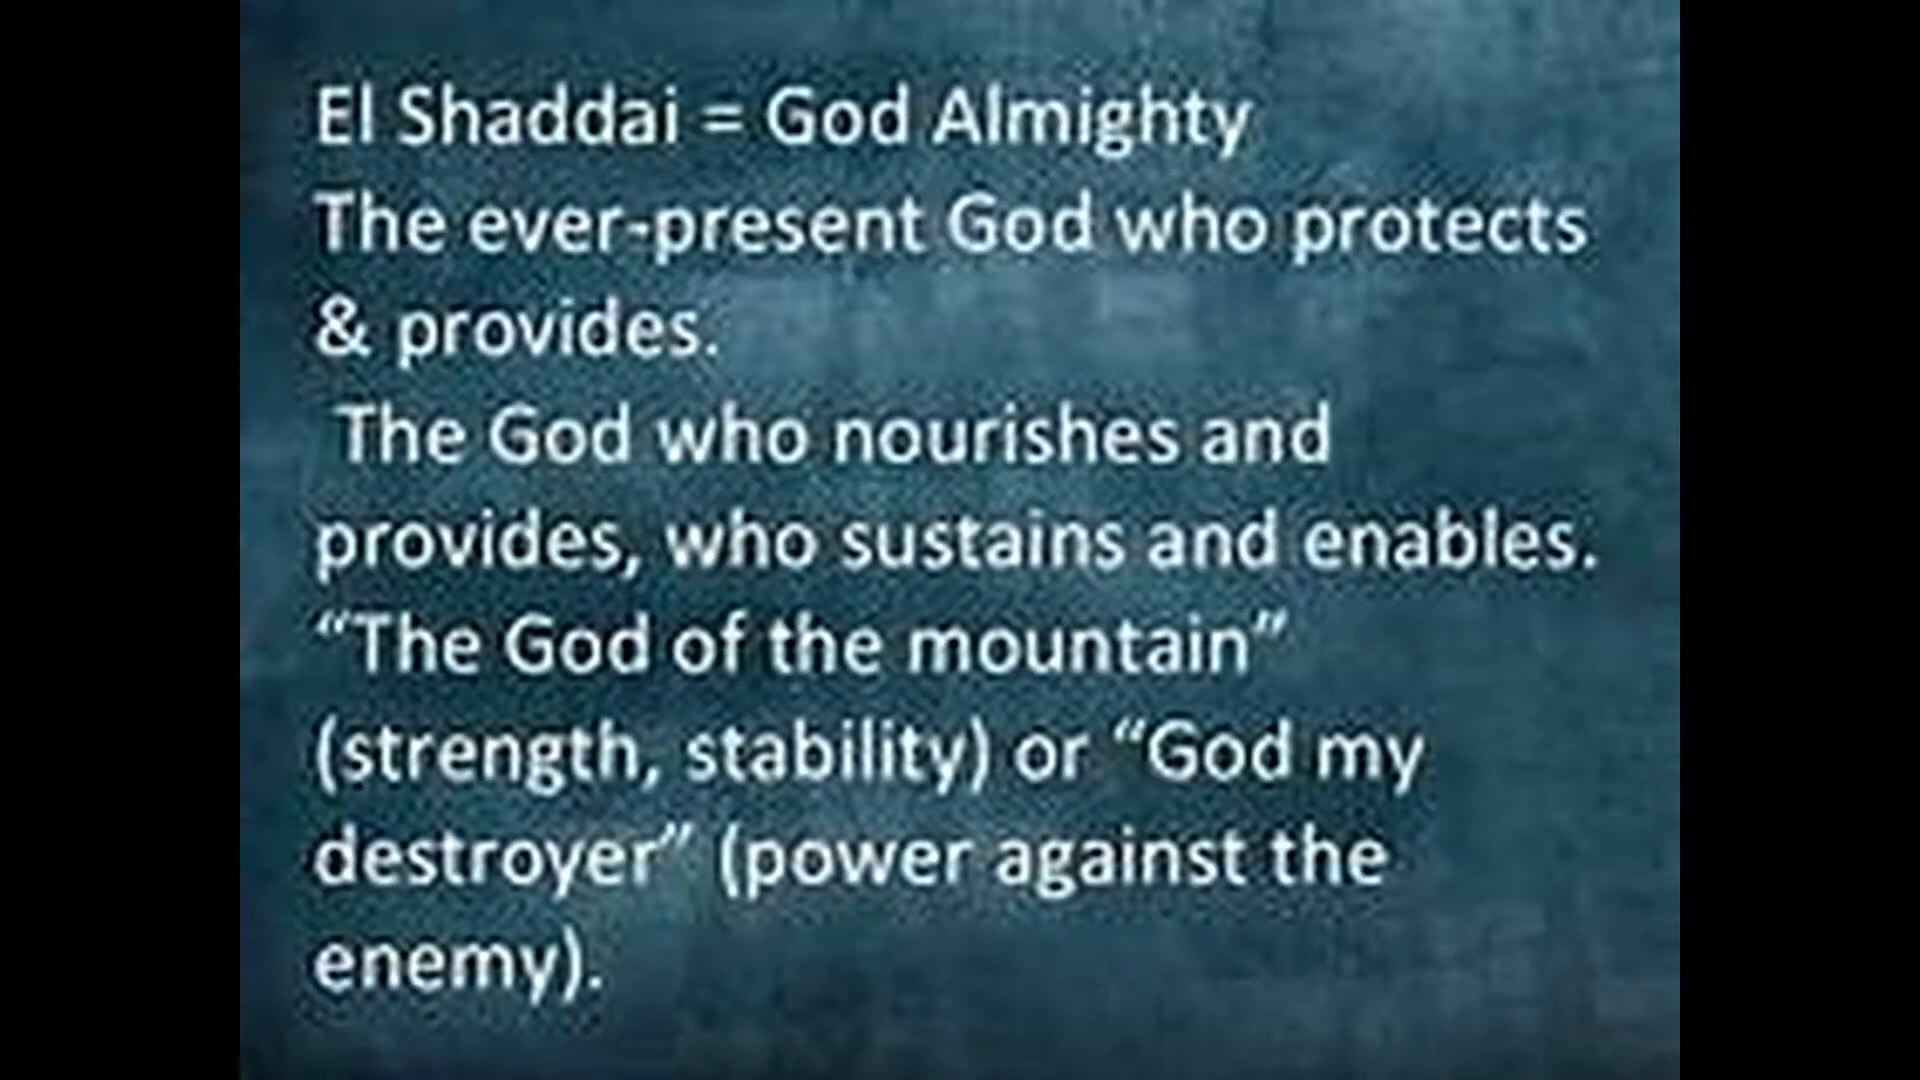 El Shaddai = God Almighty
The ever-present God who protects
& provides.
The God who nourishes and
provides, who sustains and enables.
“The God of the mountain”
(strength, stability) or “God my
destroyer” (power against the
enemy).